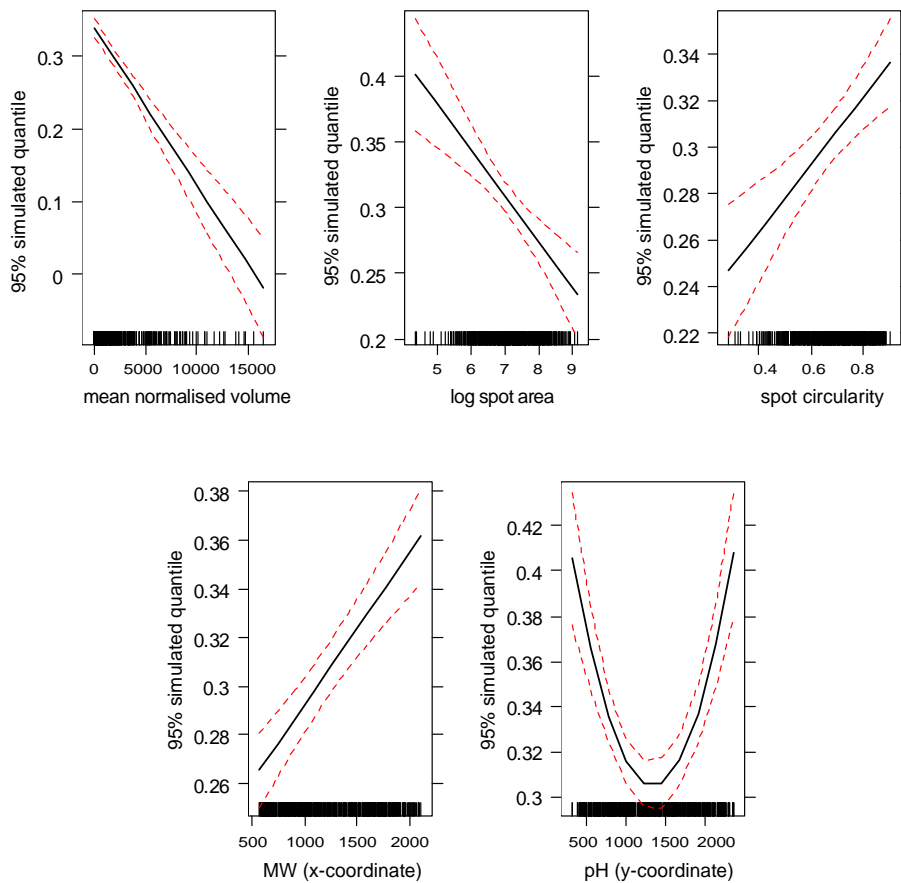 95% simulated quantile
0.3
0.2
0.1
0
0 5000 10000 15000
mean normalised volume
95% simulated quantile
0.4
0.35
0.3
0.25
0.2
5 6 7 8 9
log spot area
95% simulated quantile
0.34
0.32
0.3
0.28
0.26
0.24
0.22
0.4 0.6 0.8
spot circularity
95% simulated quantile
0.38
0.36
0.34
0.32
0.3
0.28
0.26
500 1000 1500 2000
MW (x-coordinate)
95% simulated quantile
0.42
0.4
0.38
0.36
0.34
0.32
0.3
500 1000 1500 2000
pH (y-coordinate)